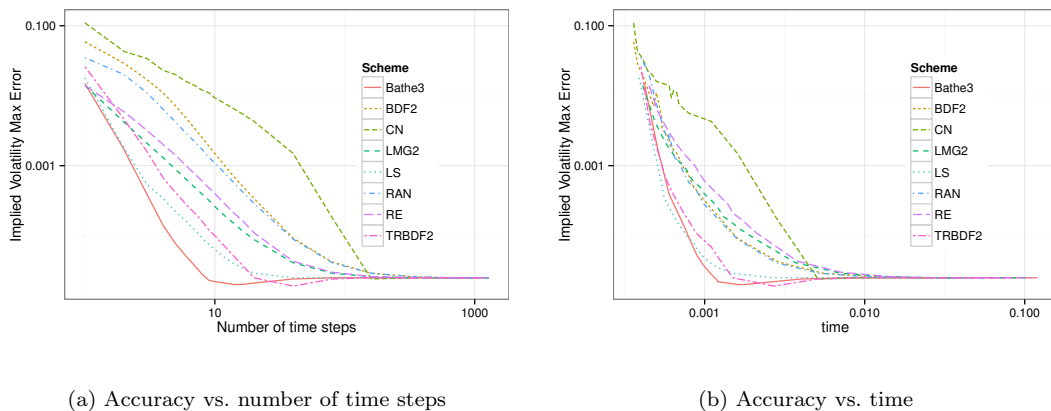 Implied Volatility Max Error
0.100
0.001
10
1000
Number of time steps
Scheme
Bathe3
BDF2
CN
LMG2
LS
RAN
RE
TRBDF2
(a) Accuracy vs. number of time steps
Implied Volatility Max Error
0.100
0.001
0.001
0.010
0.100
time
Scheme
Bathe3
BDF2
CN
LMG2
LS
RAN
RE
TRBDF2
(b) Accuracy vs. time